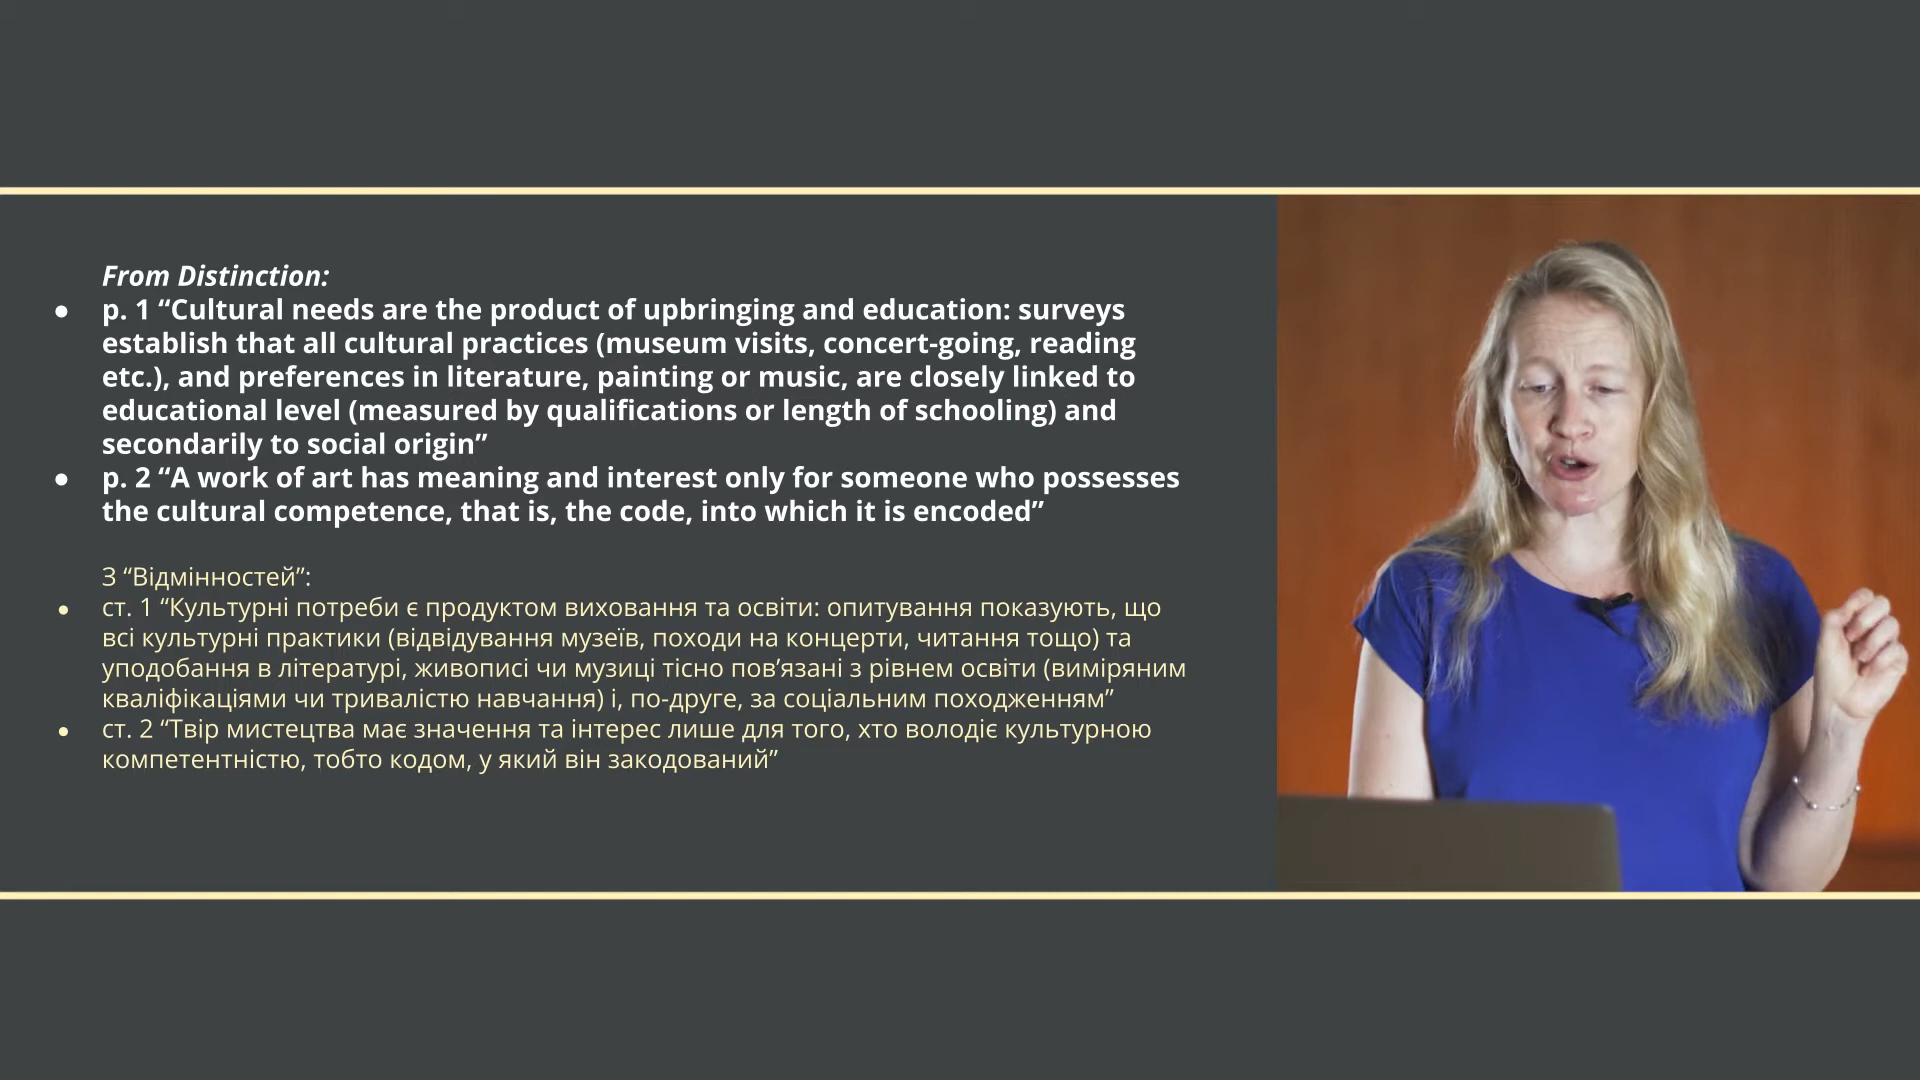 From Distinction:
● p. 1 “Cultural needs are the product of upbringing and education: surveys
establish that all cultural practices (museum visits, concert-going, reading
etc.), and preferences in literature, painting or music, are closely linked to
educational level (measured by qualifications or length of schooling) and
secondarily to social origin”
● p. 2 “A work of art has meaning and interest only for someone who possesses
the cultural competence, that is, the code, into which it is encoded”
З “Відмінностей”:
● ст. 1 “Культурні потреби є продуктом виховання та освіти: опитування показують, що
всі культурні практики (відвідування музеїв, походи на концерти, читання тощо) та
уподобання в літературі, живописі чи музиці тісно пов’язані з рівнем освіти (виміряним
кваліфікаціями чи тривалістю навчання) і, по-друге, за соціальним походженням”
● ст. 2 “Твір мистецтва має значення та інтерес лише для того, хто володіє культурною
компетентністю, тобто кодом, у який він закодований”